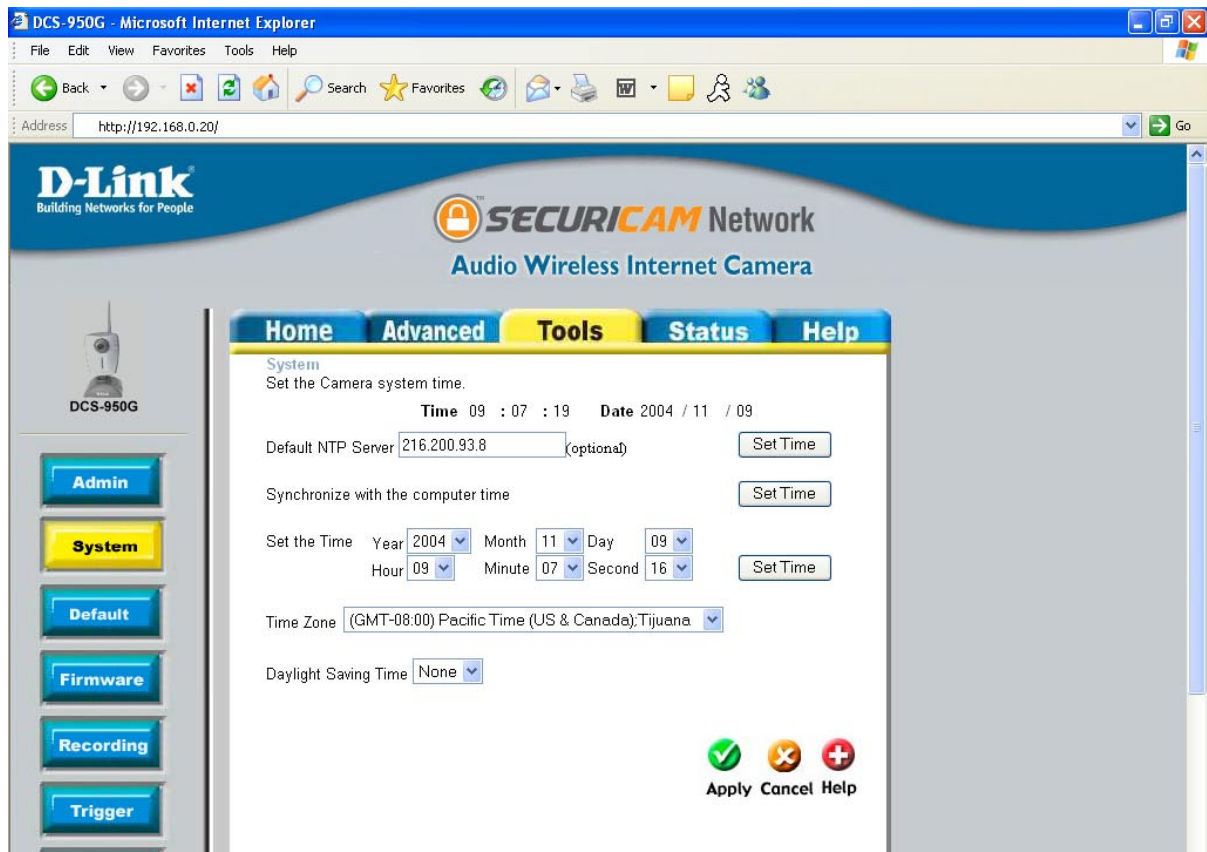 DCS-950G - Microsoft Internet Explorer
File Edit View Favorites Tools Help
Back Search Favorites
Address http://192.168.0.20/ Go
D-Link
Building Networks for People
SECURICAM Network
Audio Wireless Internet Camera
DCS-950G
Home Advanced Tools Status Help
System
Set the Camera system time.
Time 09 : 07 : 19 Date 2004 / 11 / 09
Default NTP Server 216.200.93.8 (optional) Set Time
Synchronize with the computer time Set Time
Set the Time Year 2004 Month 11 Day 09
Hour 09 Minute 07 Second 16 Set Time
Time Zone (GMT-08:00) Pacific Time (US & Canada);Tijuana
Daylight Saving Time None
Apply Cancel Help
Admin
System
Default
Firmware
Recording
Trigger